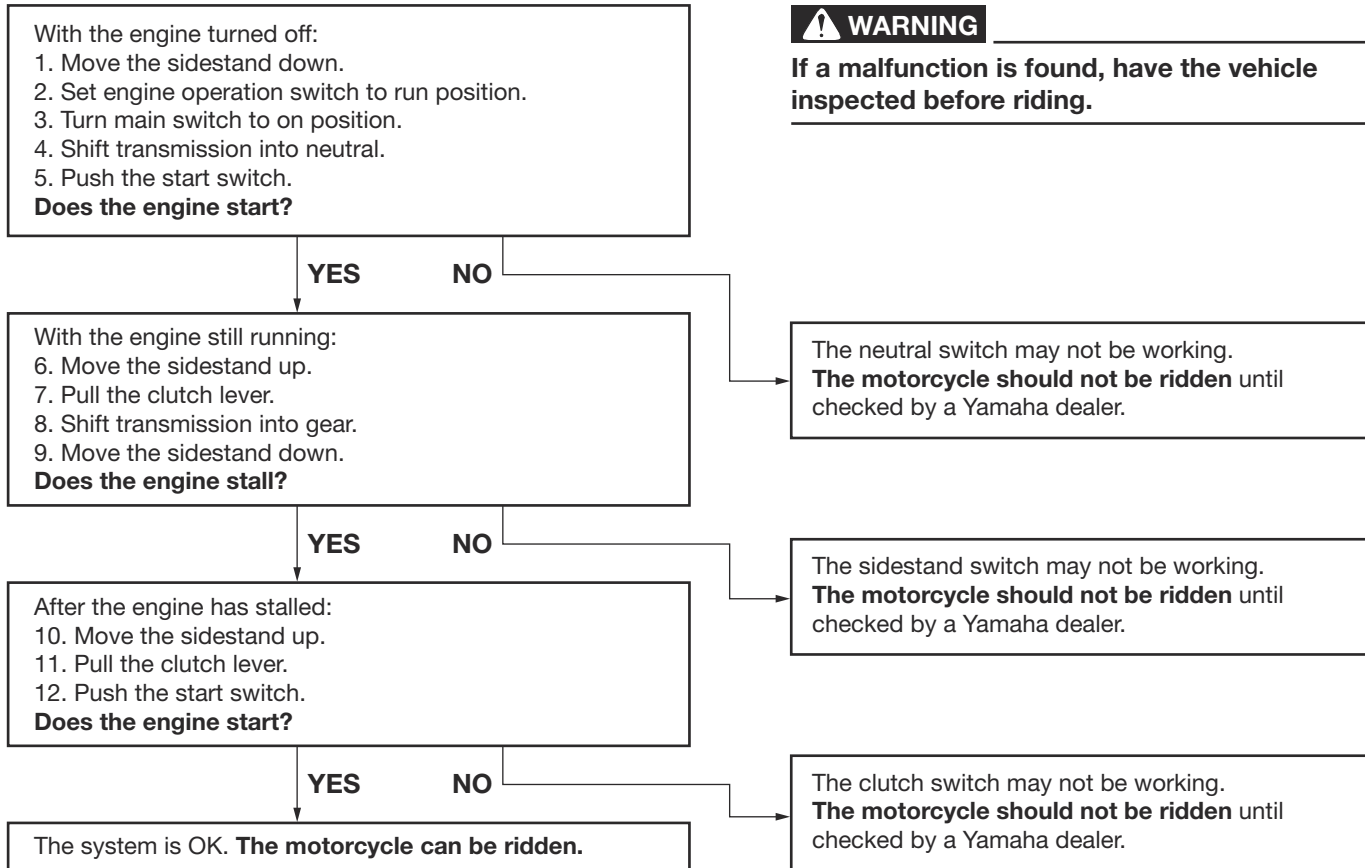 With the engine turned off:
1. Move the sidestand down.
2. Set engine operation switch to run position.
3. Turn main switch to on position.
4. Shift transmission into neutral.
5. Push the start switch.
Does the engine start?
WARNING
If a malfunction is found, have the vehicle
inspected before riding.
YES NO
The neutral switch may not be working.
The motorcycle should not be ridden until
checked by a Yamaha dealer.
With the engine still running:
6. Move the sidestand up.
7. Pull the clutch lever.
8. Shift transmission into gear.
9. Move the sidestand down.
Does the engine stall?
YES NO
The sidestand switch may not be working.
The motorcycle should not be ridden until
checked by a Yamaha dealer.
After the engine has stalled:
10. Move the sidestand up.
11. Pull the clutch lever.
12. Push the start switch.
Does the engine start?
YES NO
The clutch switch may not be working.
The motorcycle should not be ridden until
checked by a Yamaha dealer.
The system is OK. The motorcycle can be ridden.